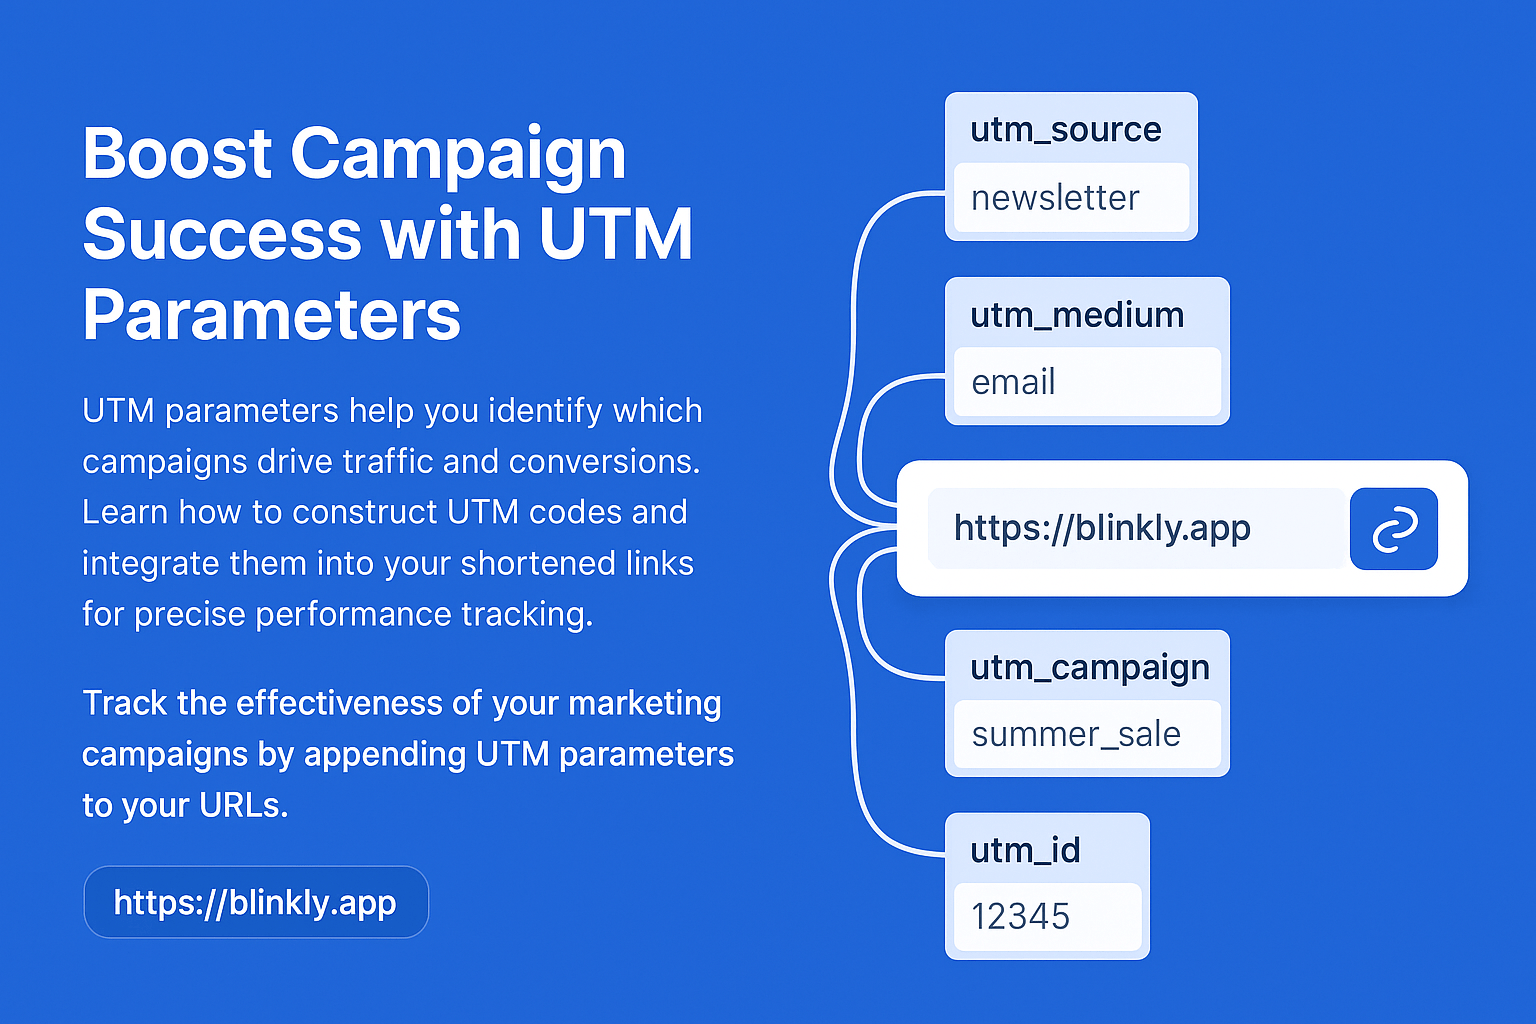 Boost Campaign
Success with UTM
Parameters
UTM parameters help you identify which
campaigns drive traffic and conversions.
Learn how to construct UTM codes and
integrate them into your shortened links
for precise performance tracking.
Track the effectiveness of your marketing
campaigns by appending UTM parameters
to your URLs.
https://blinkly.app
utm_source
newsletter
utm_medium
email
https://blinkly.app
utm_campaign
summer_sale
utm_id
12345